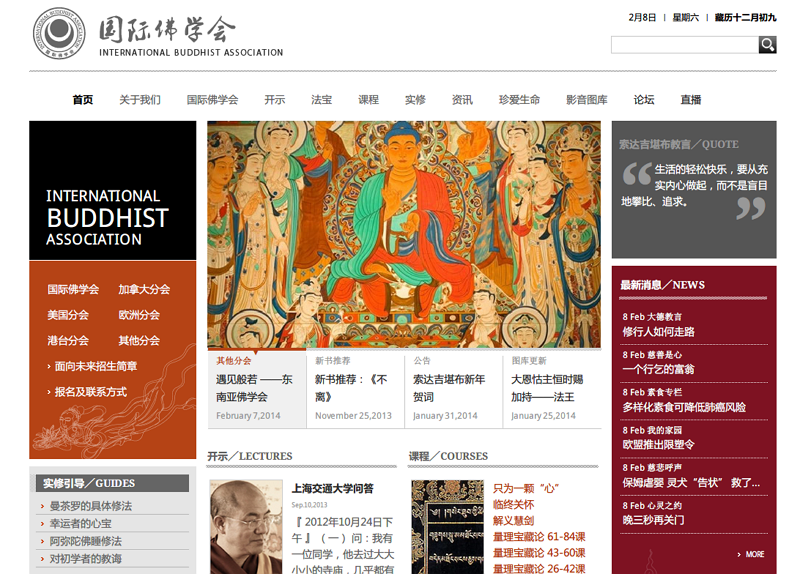 国际佛学会
INTERNATIONAL BUDDHIST ASSOCIATION
2月8日 | 星期六 | 藏历十二月初九
首页 关于我们 国际佛学会 开示 法宝 课程 实修 资讯 珍爱生命 影音图库 论坛 直播
INTERNATIONAL
BUDDHIST
ASSOCIATION
国际佛学会 加拿大分会
美国分会 欧洲分会
港台分会 其他分会
› 面向未来招生简章
› 报名及联系方式
实修引导／GUIDES
› 曼茶罗的具体修法
› 幸运者的心宝
› 阿弥陀佛睡修法
› 对初学者的教诲
其他分会
遇见般若 ——东
南亚佛学会
February 7,2014
新书推荐
新书推荐：《不
离》
November 25,2013
公告
索达吉堪布新年
贺词
January 31,2014
图库更新
大恩怙主恒时赐
加持——法王
January 25,2014
开示／LECTURES
上海交通大学问答
Sep.10,2013
『 2012年10月24日下
午 』（ 一 ）问：我有
一位同学，他去过大大
小小的寺庙，几乎都有
课程／COURSES
只为一颗“心”
临终关怀
解义慧剑
量理宝藏论 61-84课
量理宝藏论 43-60课
量理宝藏论 26-42课
索达吉堪布教言／QUOTE
“生活的轻松快乐，要从充
实内心做起，而不是盲目
地攀比、追求。”
最新消息／NEWS
8 Feb 大德教言
修行人如何走路
8 Feb 慈善是心
一个行乞的富翁
8 Feb 素食专栏
多样化素食可降低肺癌风险
8 Feb 我的家园
欧盟推出限塑令
8 Feb 慈悲呼声
保姆虐婴 灵犬“告状” 救了...
8 Feb 心灵之约
晚三秒再关门
› MORE